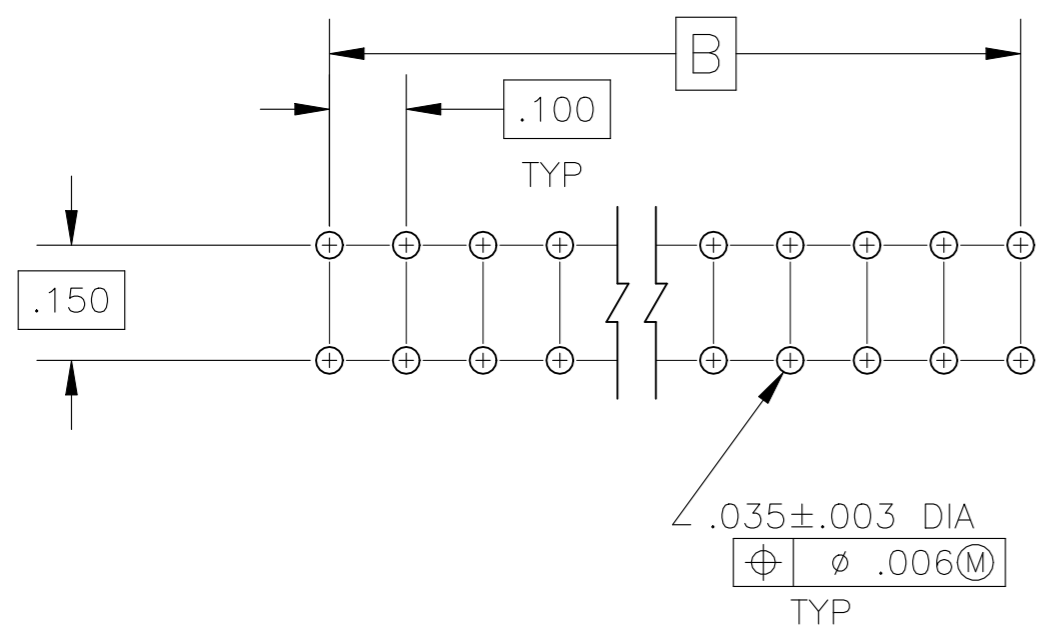 B
.100
TYP
.150
.035±.003 DIA
⌖ ⌀ .006Ⓜ
TYP